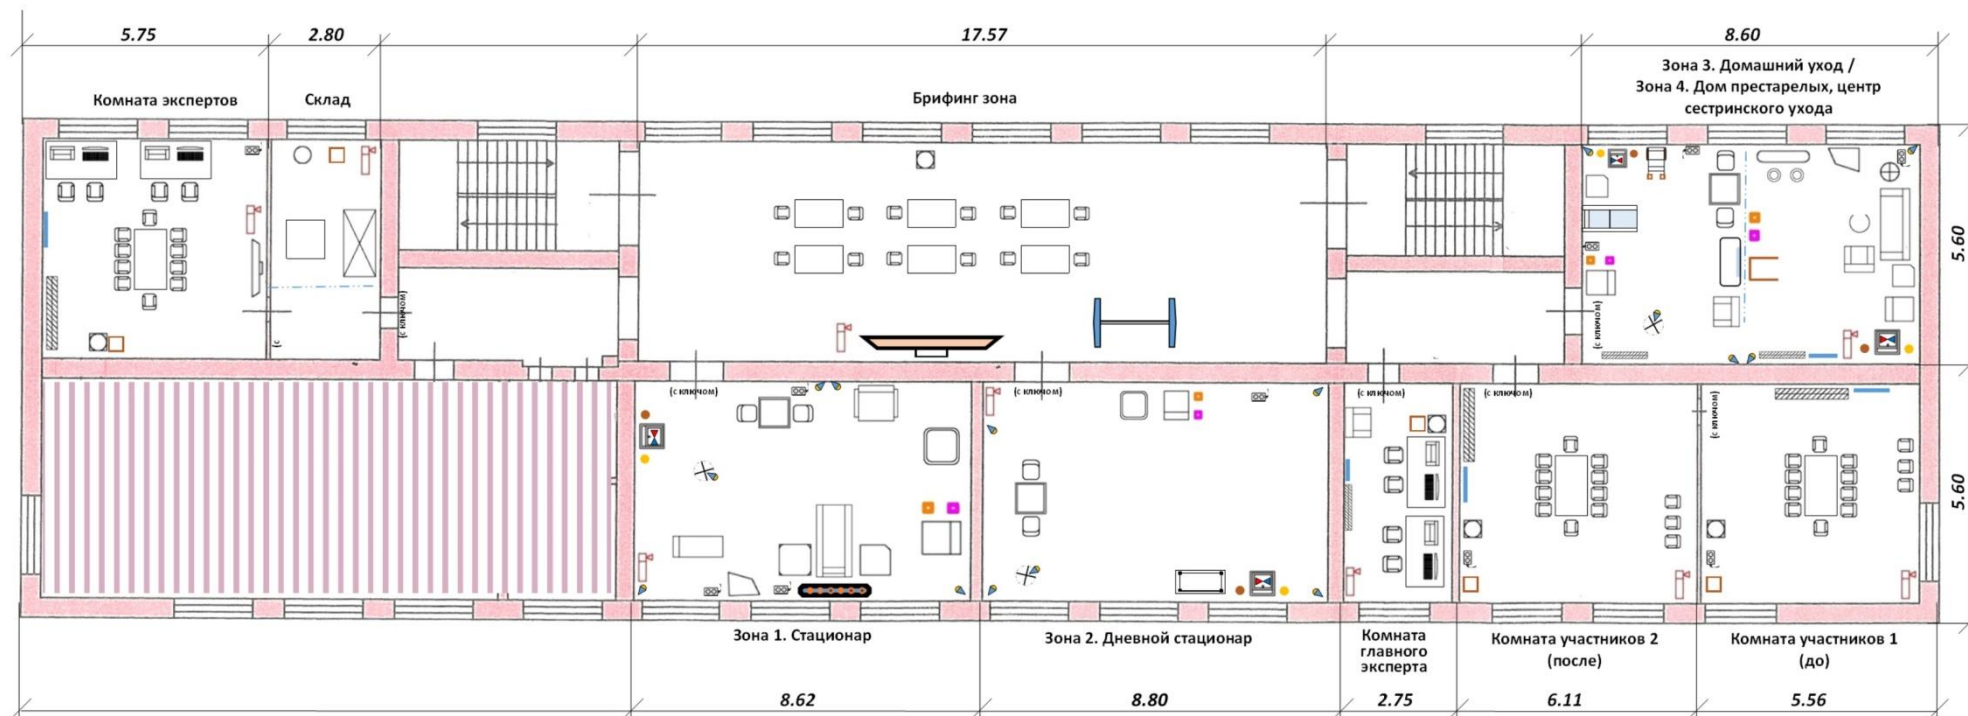 5.75
2.80
17.57
8.60
Комната экспертов
Склад
Брифинг зона
Зона 3. Домашний уход /
Зона 4. Дом престарелых, центр
сестринского ухода
5.60
(с ключом)
(с
(с ключом)
(с ключом)
(с ключом)
(с ключом)
(с ключом)
(с ключом)
(с ключом)
5.60
Зона 1. Стационар
Зона 2. Дневной стационар
Комната
главного
эксперта
Комната участников 2
(после)
Комната участников 1
(до)
8.62
8.80
2.75
6.11
5.56